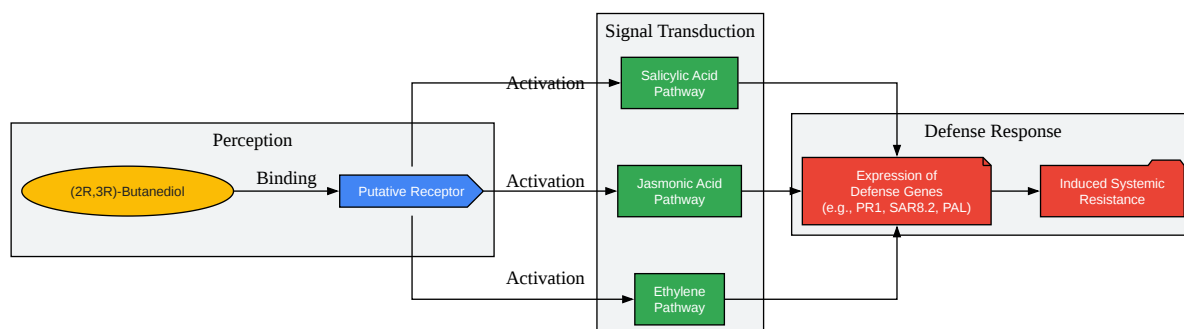 Signal Transduction
Activation
Salicylic Acid
Pathway
Perception
Defense Response
(2R,3R)-Butanediol
Binding
Putative Receptor
Activation
Jasmonic Acid
Pathway
Expression of
Defense Genes
(e.g., PR1, SAR8.2, PAL)
Induced Systemic
Resistance
Activation
Ethylene
Pathway